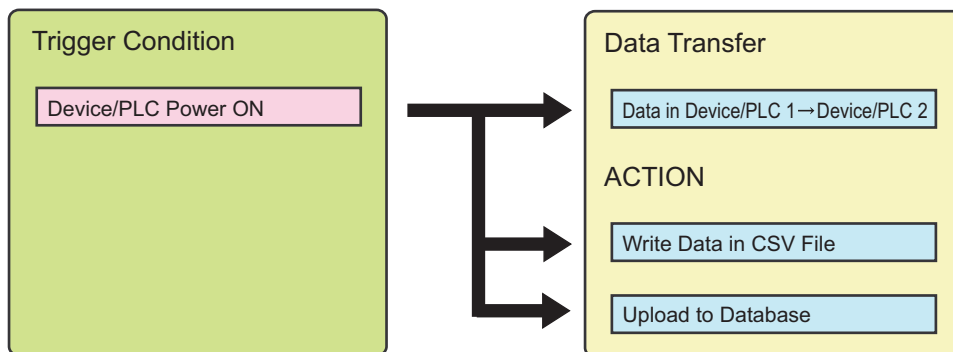 Trigger Condition
Device/PLC Power ON
Data Transfer
Data in Device/PLC 1→Device/PLC 2
ACTION
Write Data in CSV File
Upload to Database